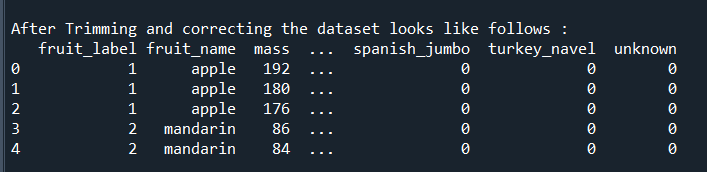 After Trimming and correcting the dataset looks like follows :
fruit_label fruit_name mass ... spanish_jumbo turkey_navel unknown
0 1 apple 192 ... 0 0 0
1 1 apple 180 ... 0 0 0
2 1 apple 176 ... 0 0 0
3 2 mandarin 86 ... 0 0 0
4 2 mandarin 84 ... 0 0 0